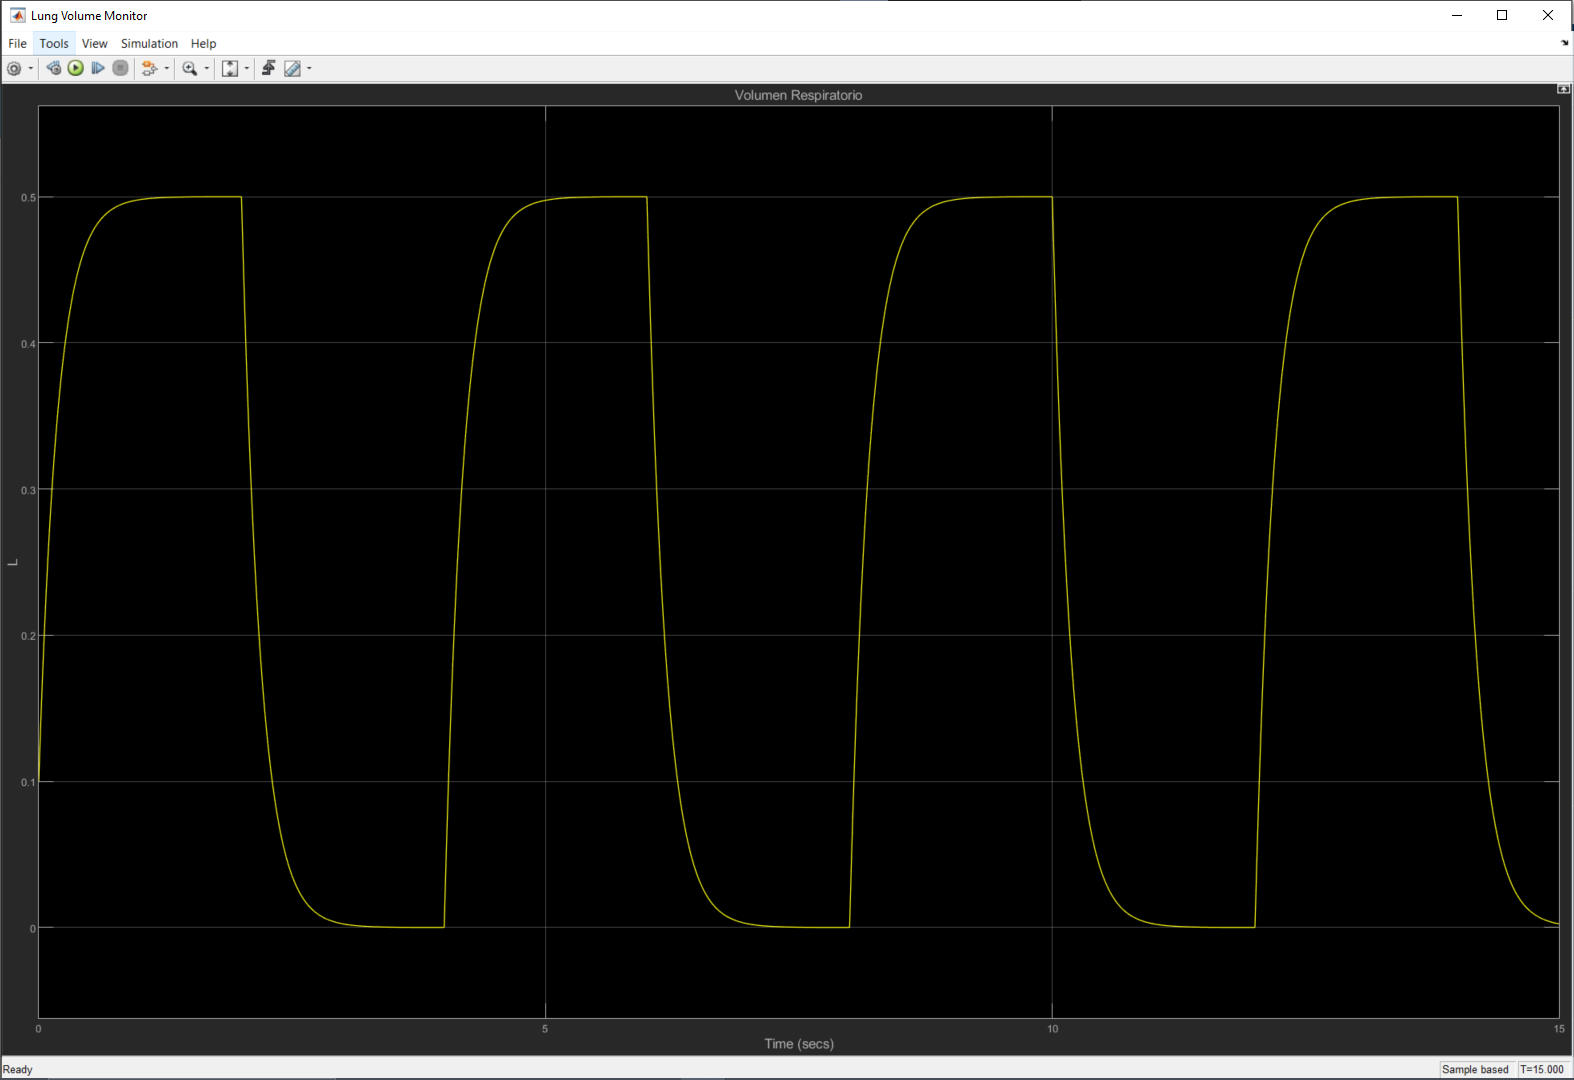 Lung Volume Monitor
File Tools View Simulation Help
Volumen Respiratorio
0.5
0.4
0.3
L
0.2
0.1
0
0 5 10 15
Time (secs)
Ready Sample based T=15.000